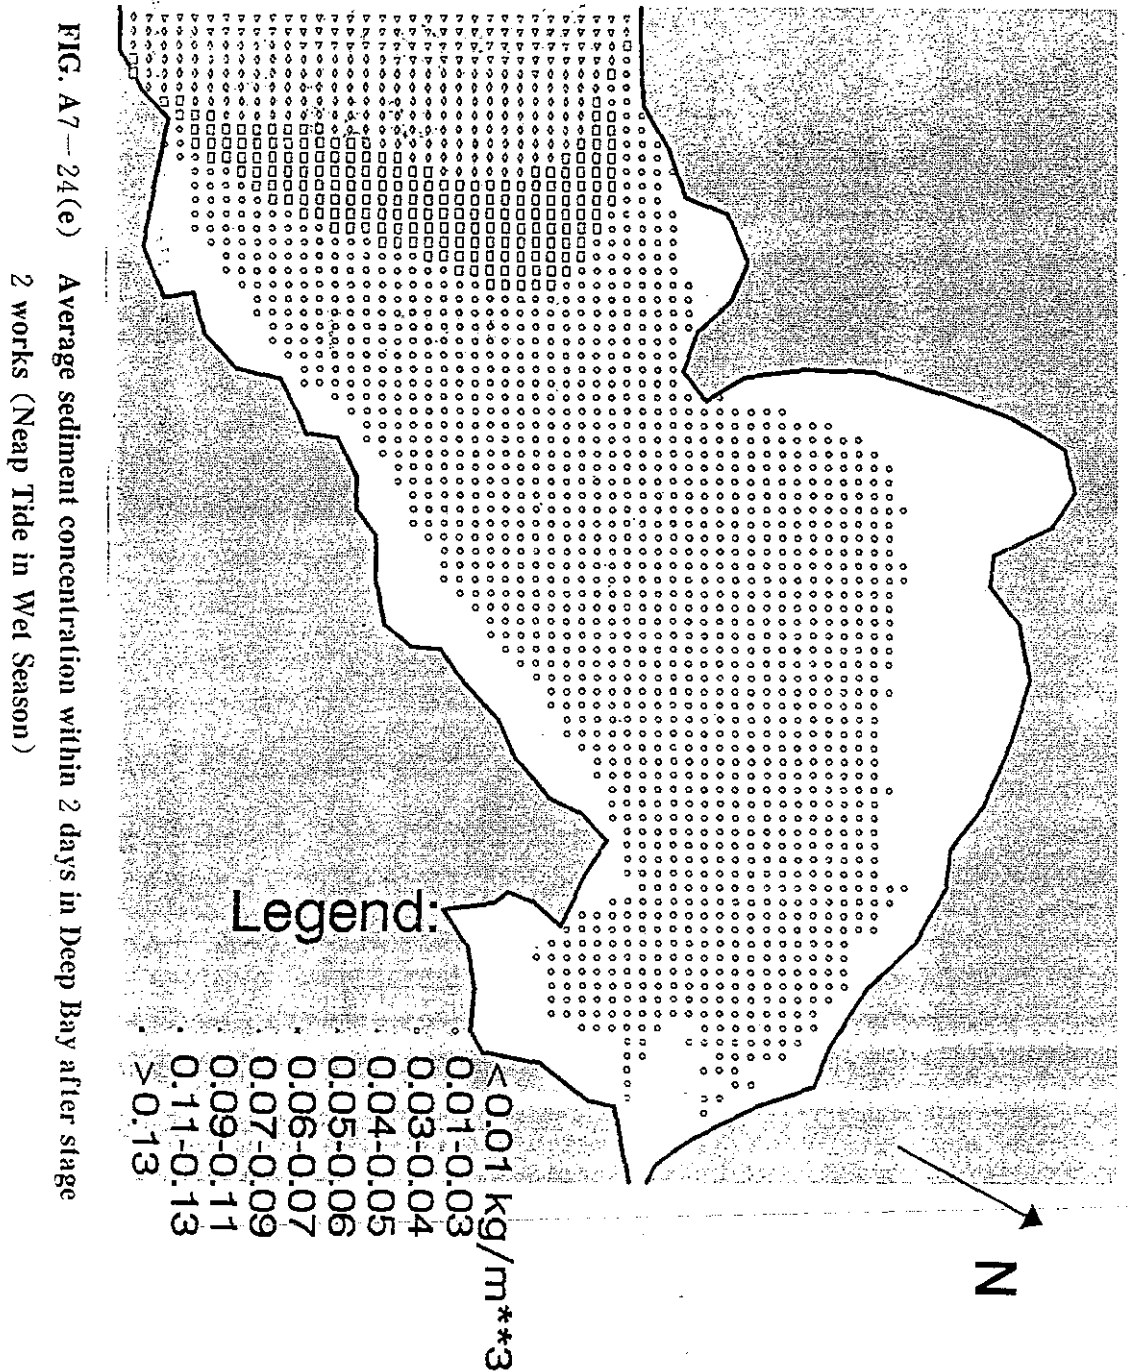 N
Legend:
<0.01 kg/m**3
0.01-0.03
0.03-0.04
0.04-0.05
0.05-0.06
0.06-0.07
0.07-0.09
0.09-0.11
0.11-0.13
>0.13
FIG. A7—24(e) Average sediment concentration within 2 days in Deep Bay after stage
2 works (Neap Tide in Wet Season)